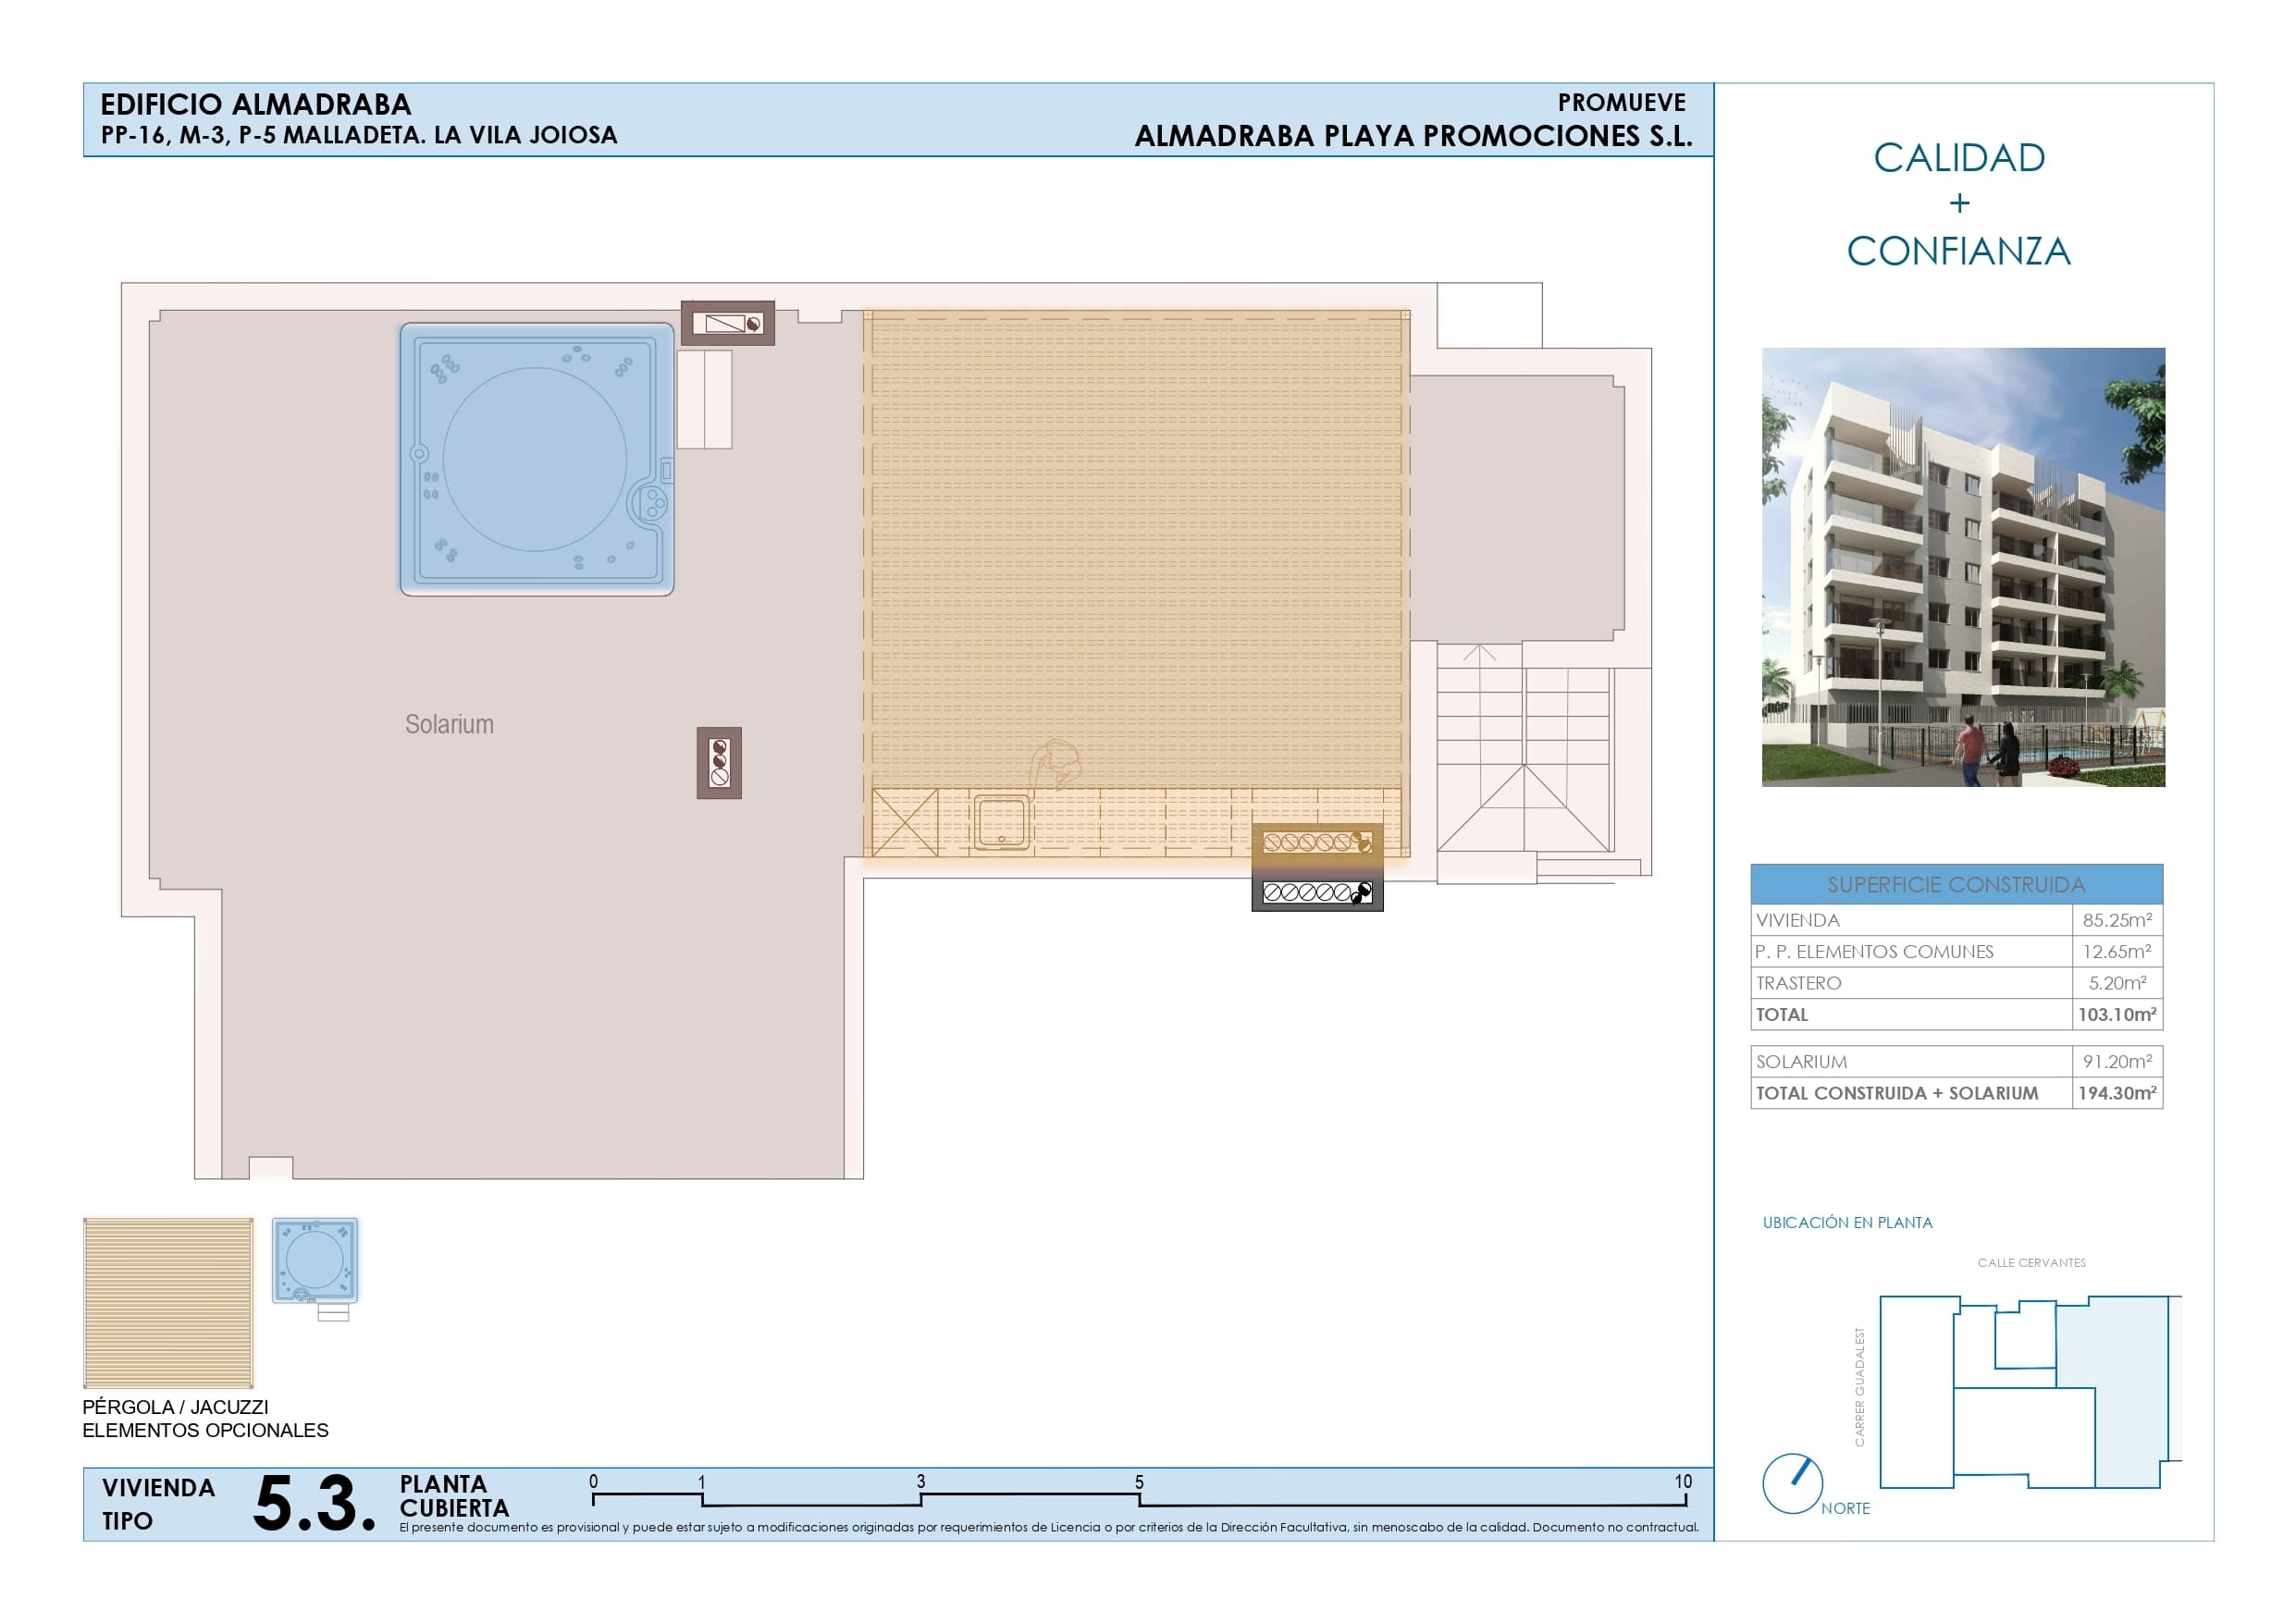 EDIFICIO ALMADRABA
PP-16, M-3, P-5 MALLADETA. LA VILA JOIOSA
PROMUEVE
ALMADRABA PLAYA PROMOCIONES S.L.
CALIDAD
+
CONFIANZA
Solarium
SUPERFICIE CONSTRUIDA
VIVIENDA 85.25m²
P. P. ELEMENTOS COMUNES 12.65m²
TRASTERO 5.20m²
TOTAL 103.10m²
SOLARIUM 91.20m²
TOTAL CONSTRUIDA + SOLARIUM 194.30m²
UBICACIÓN EN PLANTA
CALLE CERVANTES
CARRER GUADALEST
NORTE
PÉRGOLA / JACUZZI
ELEMENTOS OPCIONALES
VIVIENDA
TIPO
5.3.
PLANTA
CUBIERTA
0 1 3 5 10
El presente documento es provisional y puede estar sujeto a modificaciones originadas por requerimientos de Licencia o por criterios de la Dirección Facultativa, sin menoscabo de la calidad. Documento no contractual.